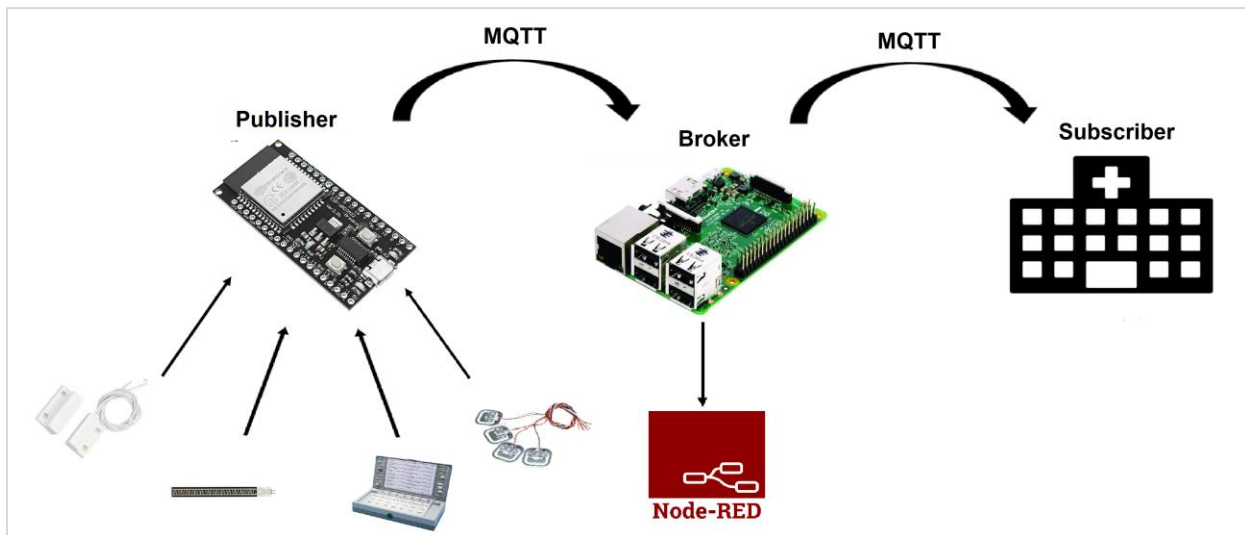 MQTT
MQTT
Publisher
Broker
Subscriber
Node-RED